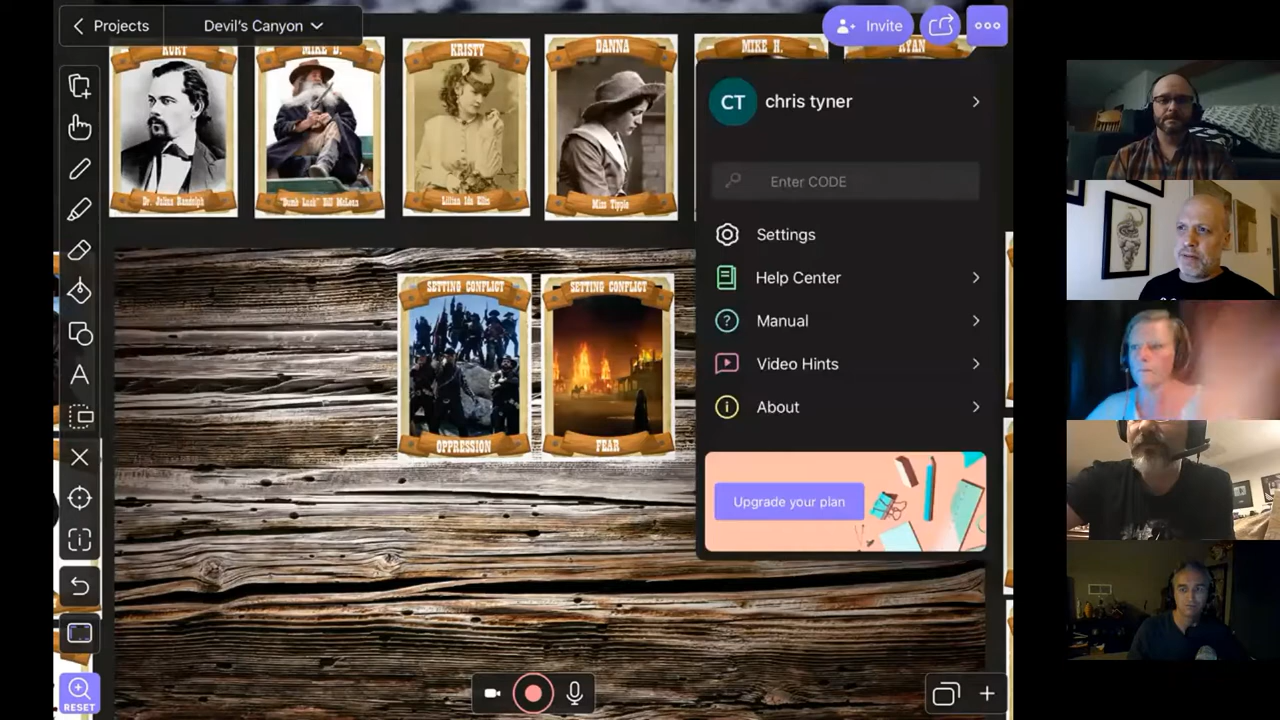 Projects
Devil's Canyon
Invite
KURT
MIKE D.
KRISTY
DANNA
MIKE H.
RYAN
Dr. Julius Randolph
"Dumb Luck" Bill McLean
Lillian Ida Ellis
Miss Tippie
CT
chris tyner
Enter CODE
Settings
Help Center
Manual
Video Hints
About
Upgrade your plan
SETTING CONFLICT
SETTING CONFLICT
OPPRESSION
FEAR
RESET